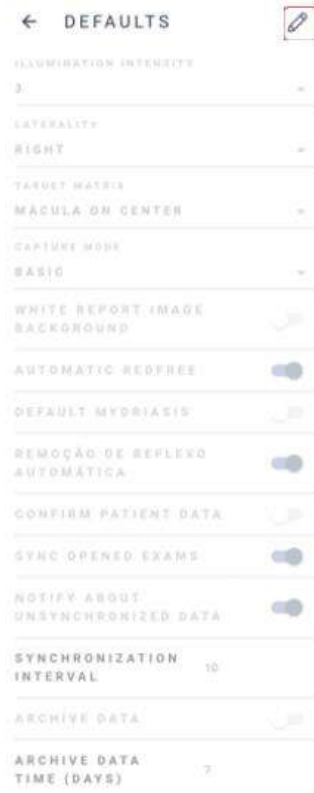 DEFAULTS
ILLUMINATION INTENSITY
3
LATERALITY
RIGHT
TARGET MATRIX
MACULA ON CENTER
CAPTURE MODE
BASIC
WHITE REPORT IMAGE
BACKGROUND
AUTOMATIC REDFREE
DEFAULT MYDRIASIS
REMOÇÃO DE REFLEXO
AUTOMÁTICA
CONFIRM PATIENT DATA
SYNC OPENED EXAMS
NOTIFY ABOUT
UNSYNCHRONIZED DATA
SYNCHRONIZATION
INTERVAL
10
ARCHIVE DATA
ARCHIVE DATA
TIME (DAYS)
7